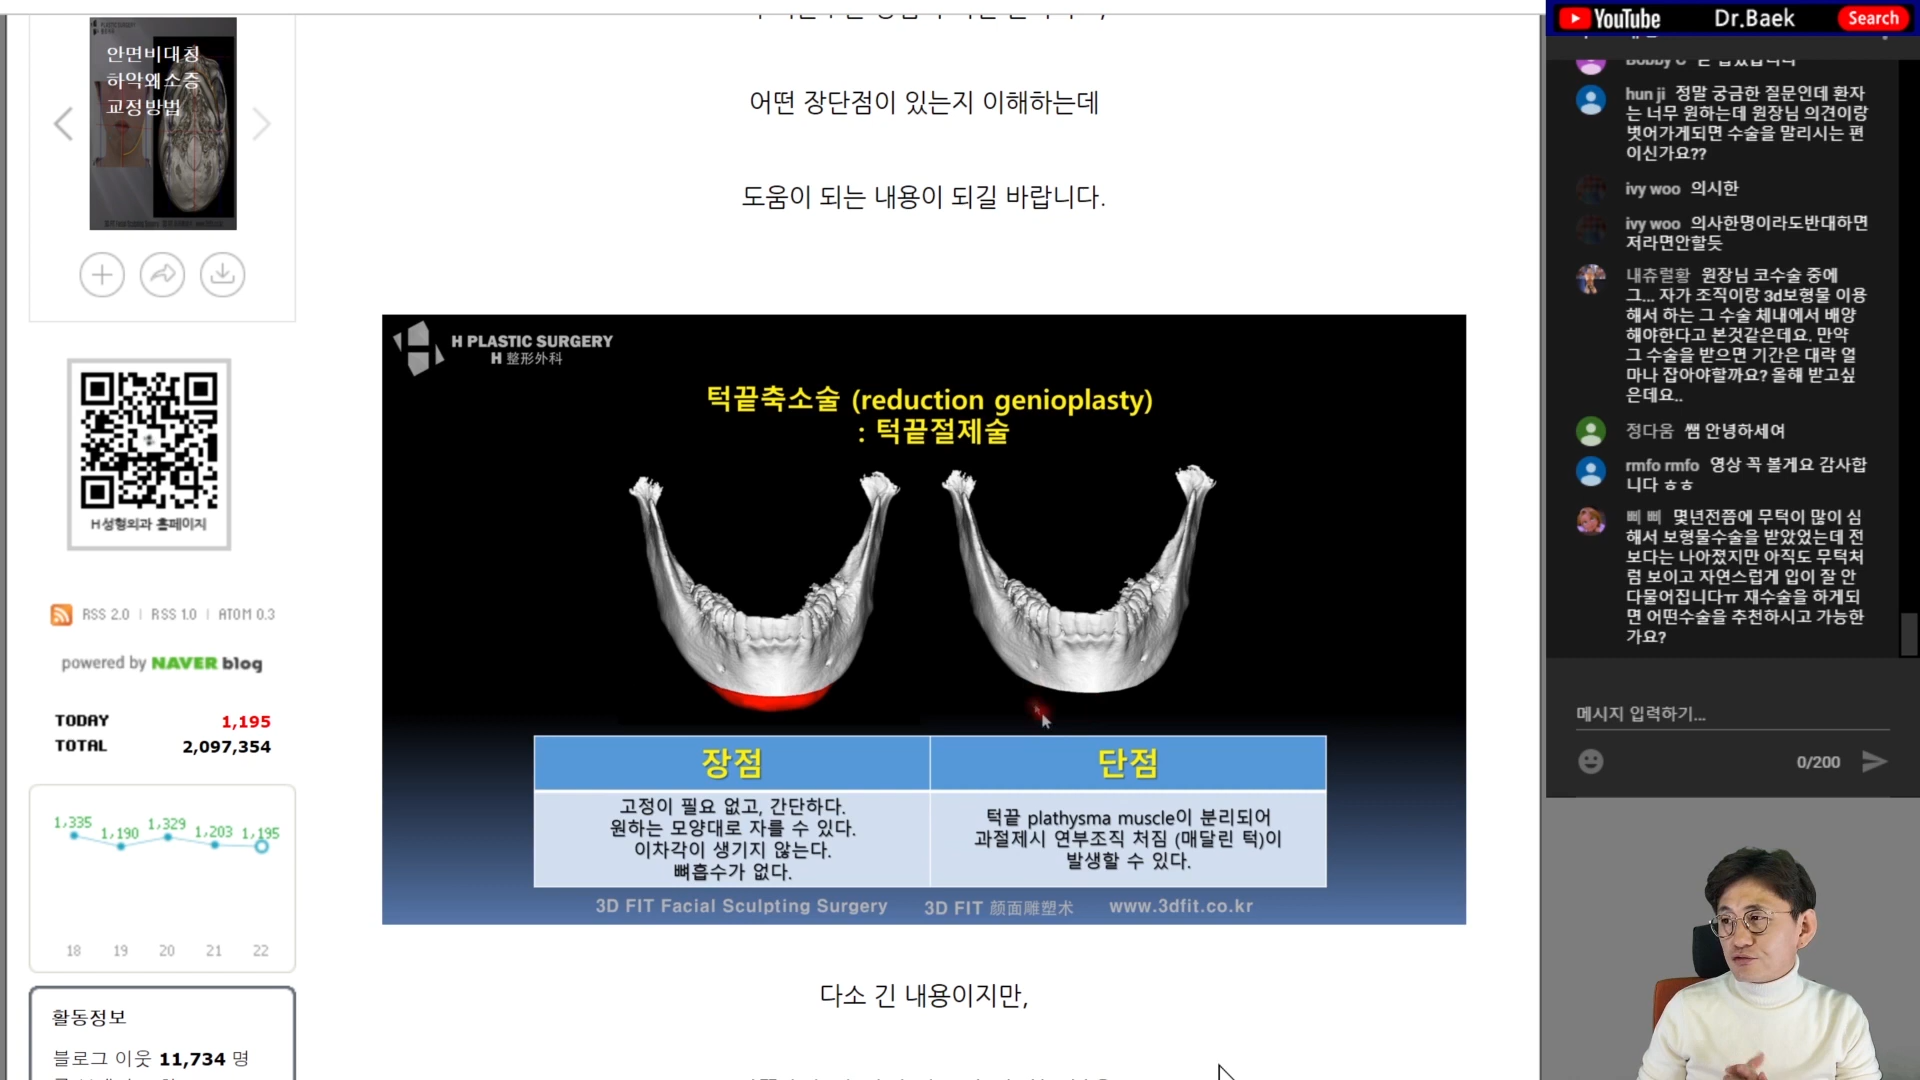 안면비대칭
하악왜소증
교정방법
H성형외과 홈페이지
RSS 2.0 | RSS 1.0 | ATOM 0.3
powered by NAVER blog
TODAY 1,195
TOTAL 2,097,354
1,335 1,190 1,329 1,203 1,195
18 19 20 21 22
활동정보
블로그 이웃 11,734 명
어떤 장단점이 있는지 이해하는데
도움이 되는 내용이 되길 바랍니다.
H PLASTIC SURGERY
H 整形外科
턱끝축소술 (reduction genioplasty)
: 턱끝절제술
장점
고정이 필요 없고, 간단하다.
원하는 모양대로 자를 수 있다.
이차각이 생기지 않는다.
뼈흡수가 없다.
단점
턱끝 plathysma muscle이 분리되어
과절제시 연부조직 처짐 (매달린 턱)이
발생할 수 있다.
3D FIT Facial Sculpting Surgery 3D FIT 颜面雕塑术 www.3dfit.co.kr
다소 긴 내용이지만,
YouTube Dr.Baek Search
hun ji 정말 궁금한 질문인데 환자
는 너무 원하는데 원장님 의견이랑
벗어가게되면 수술을 말리시는 편
이신가요??
ivy woo 의시한
ivy woo 의사한명이라도반대하면
저라면안할듯
내츄럴황 원장님 코수술 중에
그... 자가 조직이랑 3d보형물 이용
해서 하는 그 수술 체내에서 배양
해야한다고 본것같은데요. 만약
그 수술을 받으면 기간은 대략 얼
마나 잡아야할까요? 올해 받고싶
은데요..
정다움 쌤 안녕하세여
rmfo rmfo 영상 꼭 볼게요 감사합
니다 ㅎㅎ
삐 삐 몇년전쯤에 무턱이 많이 심
해서 보형물수술을 받았었는데 전
보다는 나아졌지만 아직도 무턱처
럼 보이고 자연스럽게 입이 잘 안
다물어집니다ㅠ 재수술을 하게되
면 어떤수술을 추천하시고 가능한
가요?
메시지 입력하기...
0/200